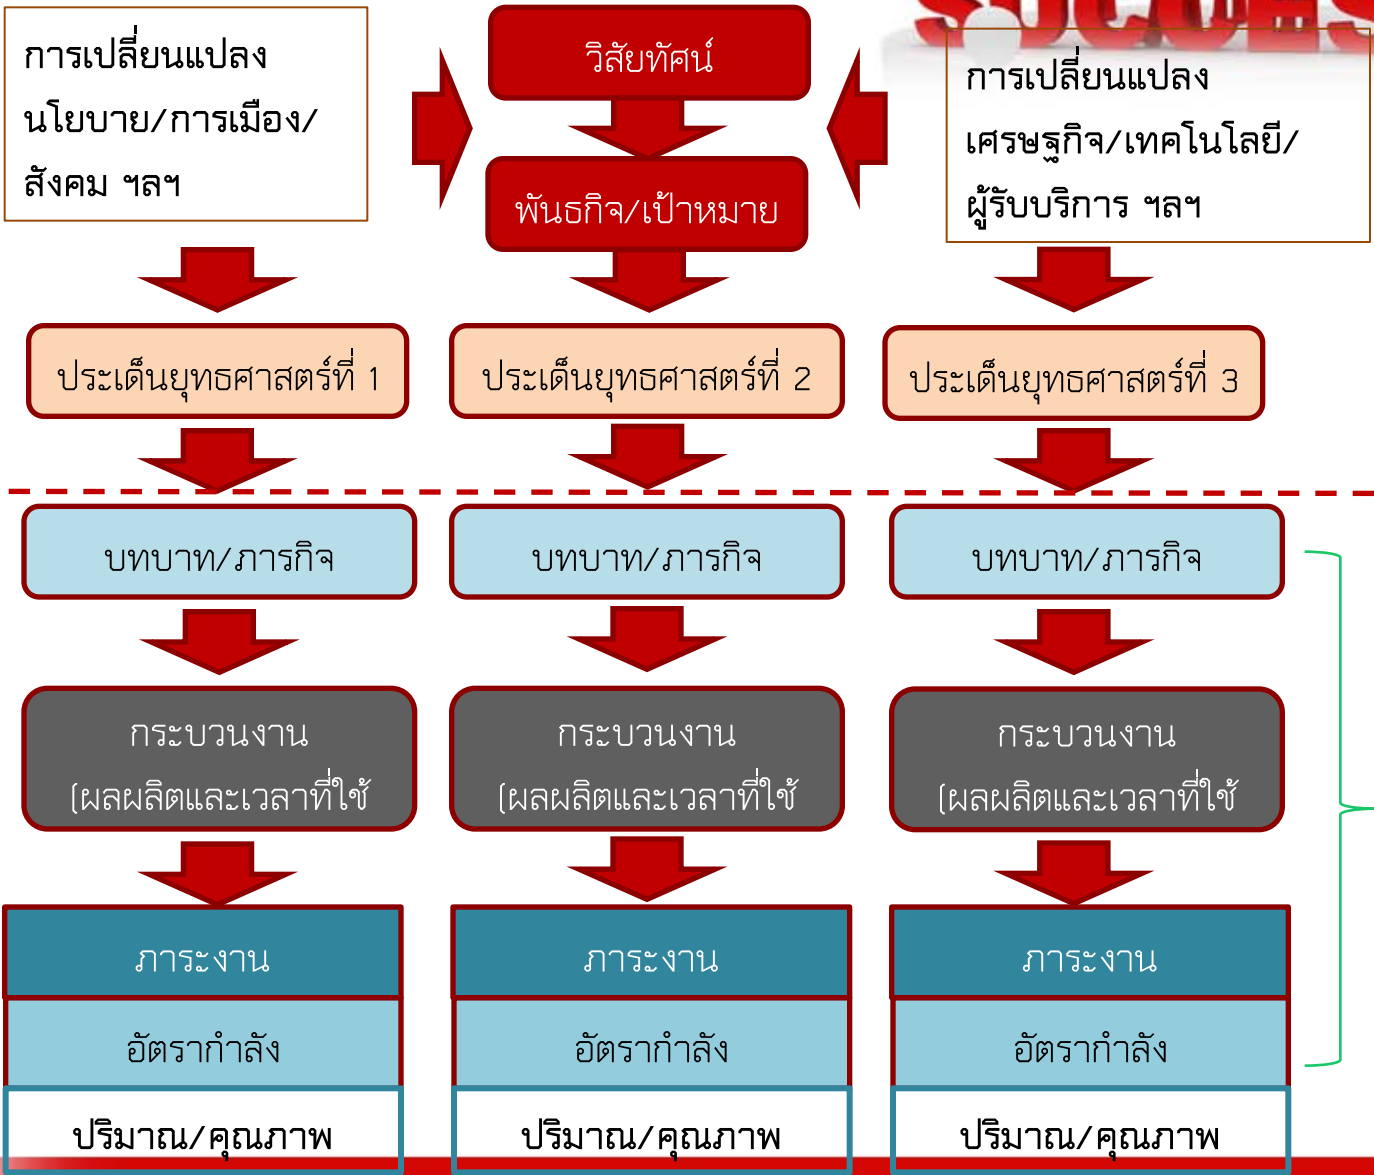 SUCCES
การเปลี่ยนแปลง
นโยบาย/การเมือง/
สังคม ฯลฯ
วิสัยทัศน์
พันธกิจ/เป้าหมาย
การเปลี่ยนแปลง
เศรษฐกิจ/เทคโนโลยี/
ผู้รับบริการ ฯลฯ
ประเด็นยุทธศาสตร์ที่ 1
ประเด็นยุทธศาสตร์ที่ 2
ประเด็นยุทธศาสตร์ที่ 3
บทบาท/ภารกิจ
บทบาท/ภารกิจ
บทบาท/ภารกิจ
กระบวนงาน
(ผลผลิตและเวลาที่ใช้
กระบวนงาน
(ผลผลิตและเวลาที่ใช้
กระบวนงาน
(ผลผลิตและเวลาที่ใช้
ภาระงาน
ภาระงาน
ภาระงาน
อัตรากำลัง
อัตรากำลัง
อัตรากำลัง
ปริมาณ/คุณภาพ
ปริมาณ/คุณภาพ
ปริมาณ/คุณภาพ